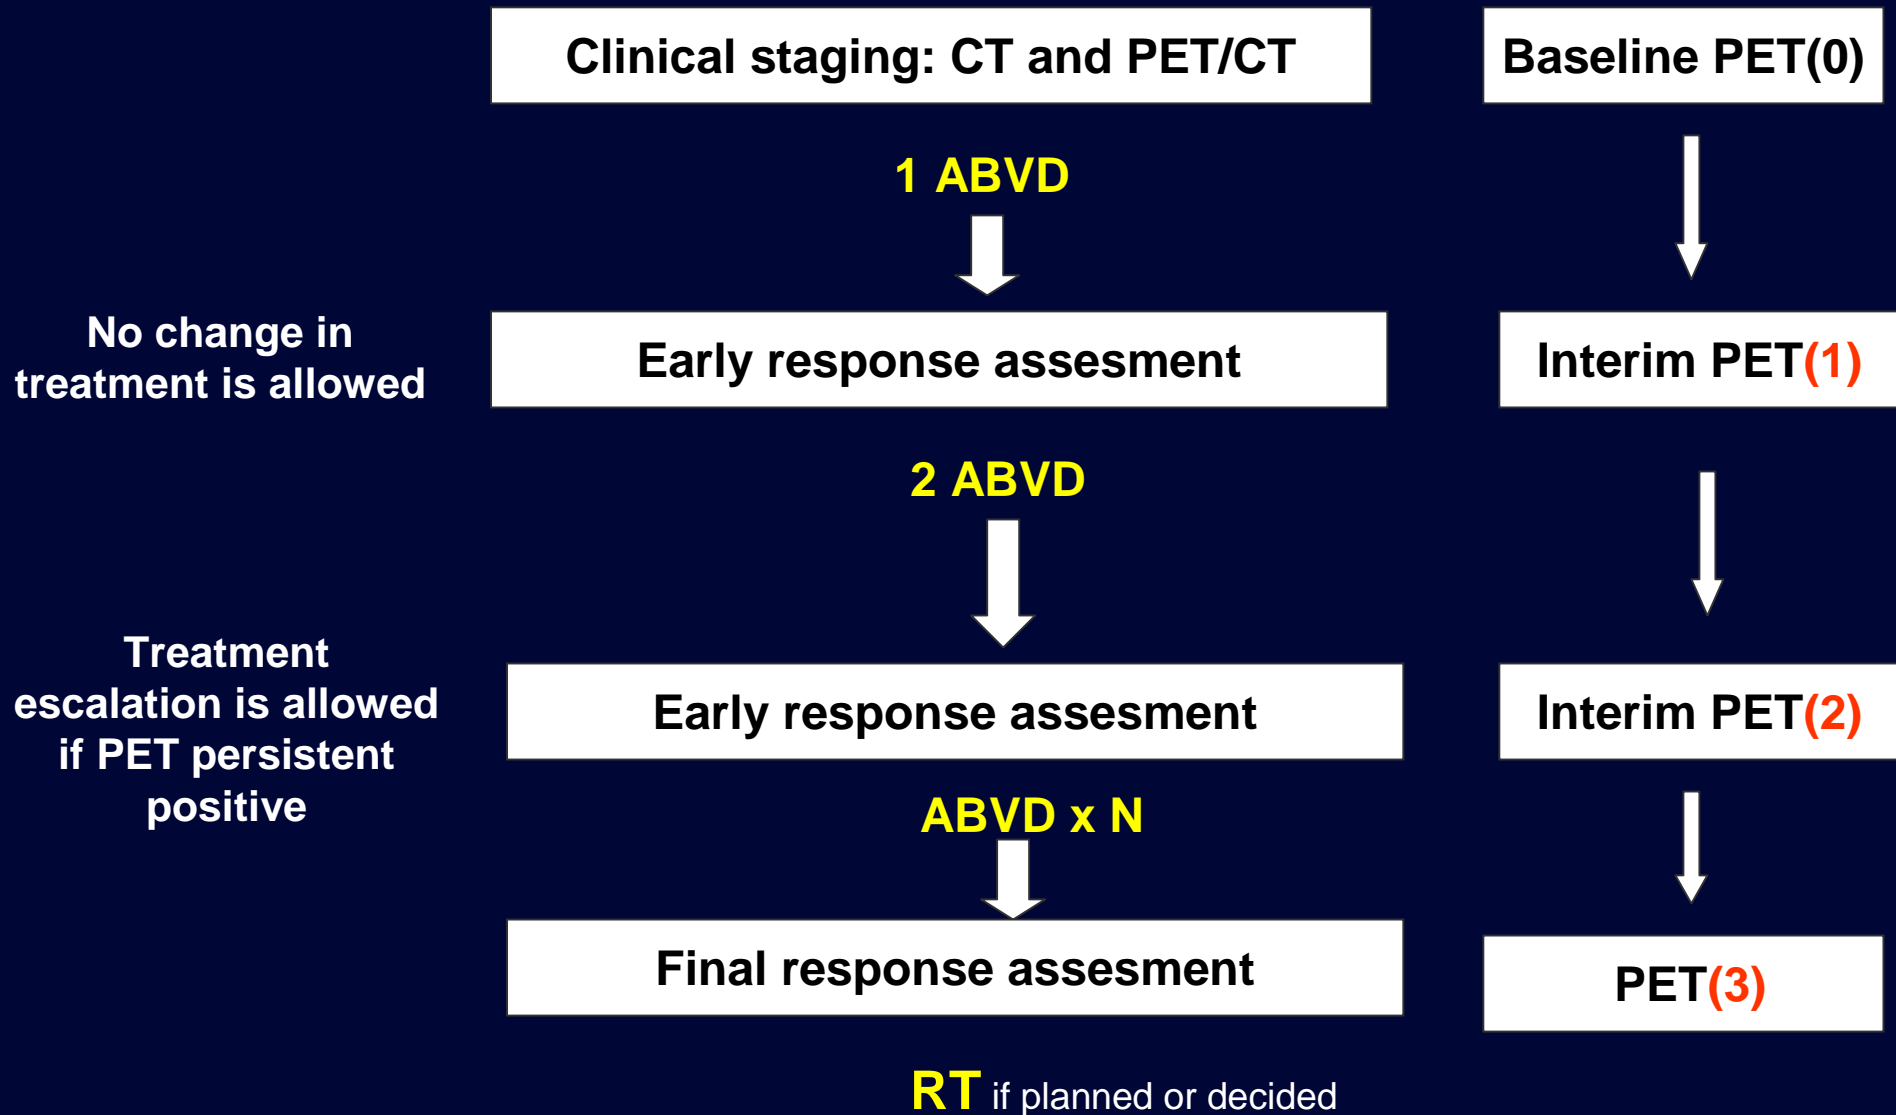 Clinical staging: CT and PET/CT
Baseline PET(0)
1 ABVD
No change in
treatment is allowed
Early response assesment
Interim PET(1)
2 ABVD
Treatment
escalation is allowed
if PET persistent
positive
Early response assesment
Interim PET(2)
ABVD x N
Final response assesment
PET(3)
RT if planned or decided